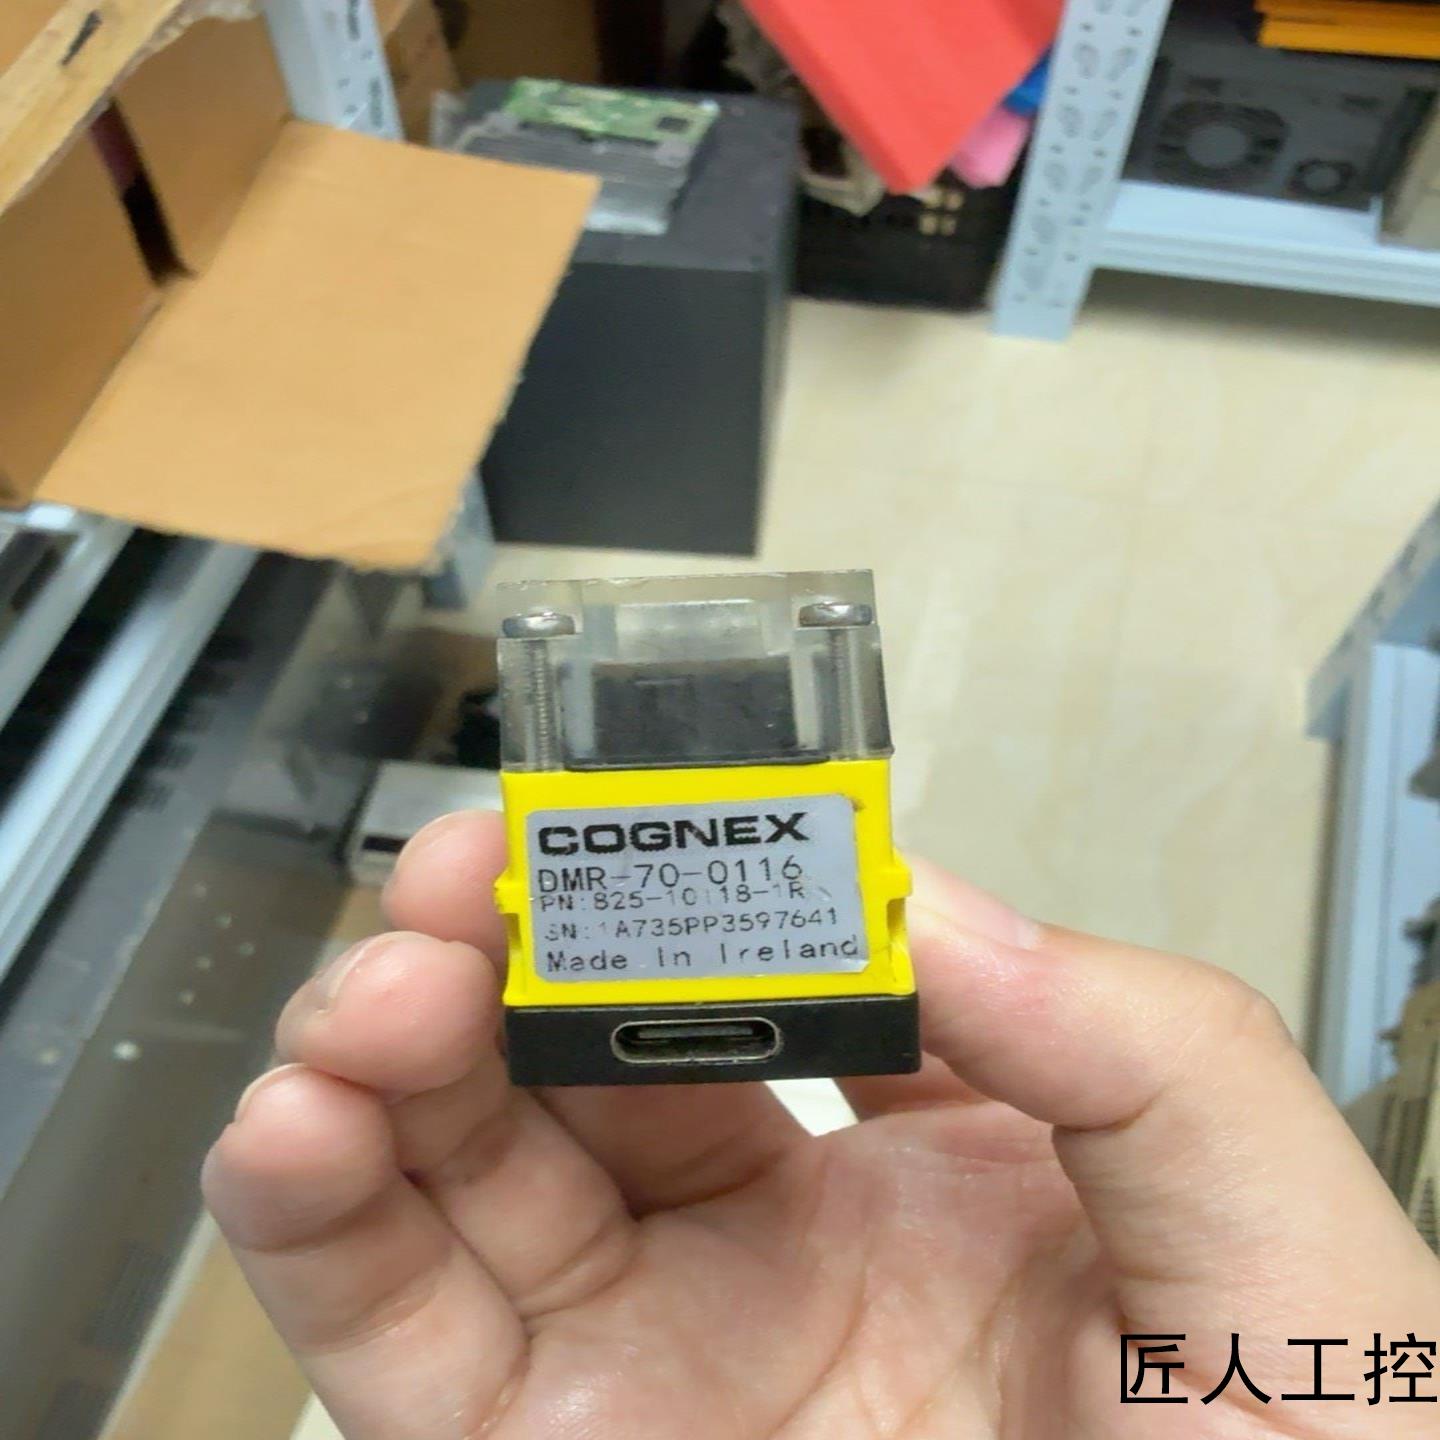 COGNEX
DMR-70-0116
PN:825-10118-1R
SN:1A735PP3597641
Made In Ireland
匠人工控